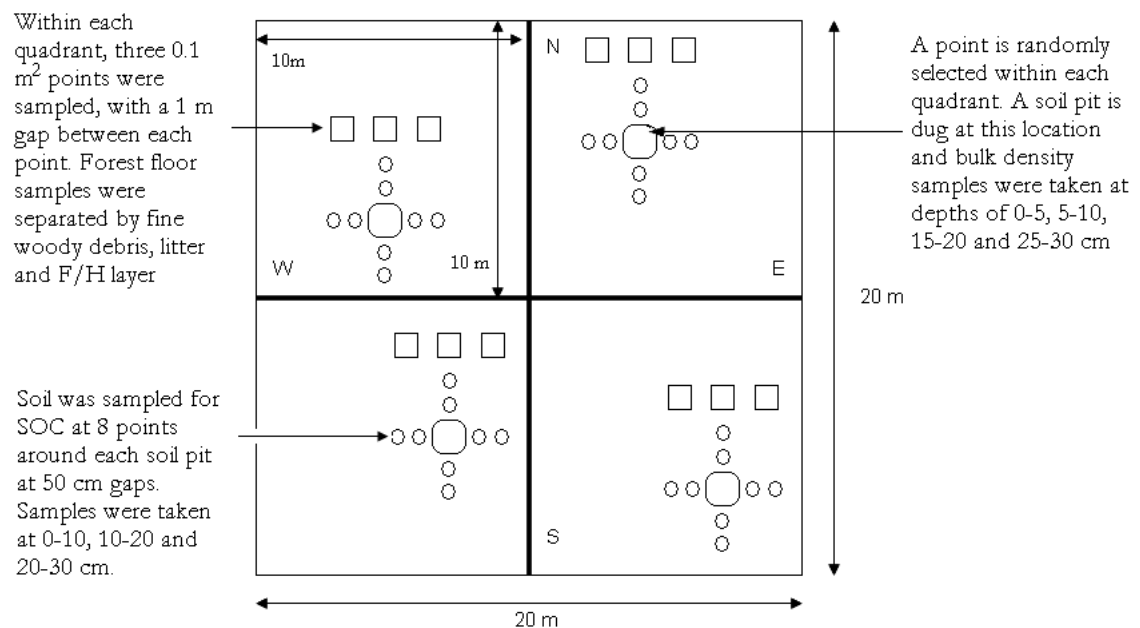 Within each
quadrant, three 0.1
m² points were
sampled, with a 1 m
gap between each
point. Forest floor
samples were
separated by fine
woody debris, litter
and F/H layer
10m
N
W
10 m
E
A point is randomly
selected within each
quadrant. A soil pit is
dug at this location
and bulk density
samples were taken at
depths of 0-5, 5-10,
15-20 and 25-30 cm
20 m
Soil was sampled for
SOC at 8 points
around each soil pit
at 50 cm gaps.
Samples were taken
at 0-10, 10-20 and
20-30 cm.
S
20 m